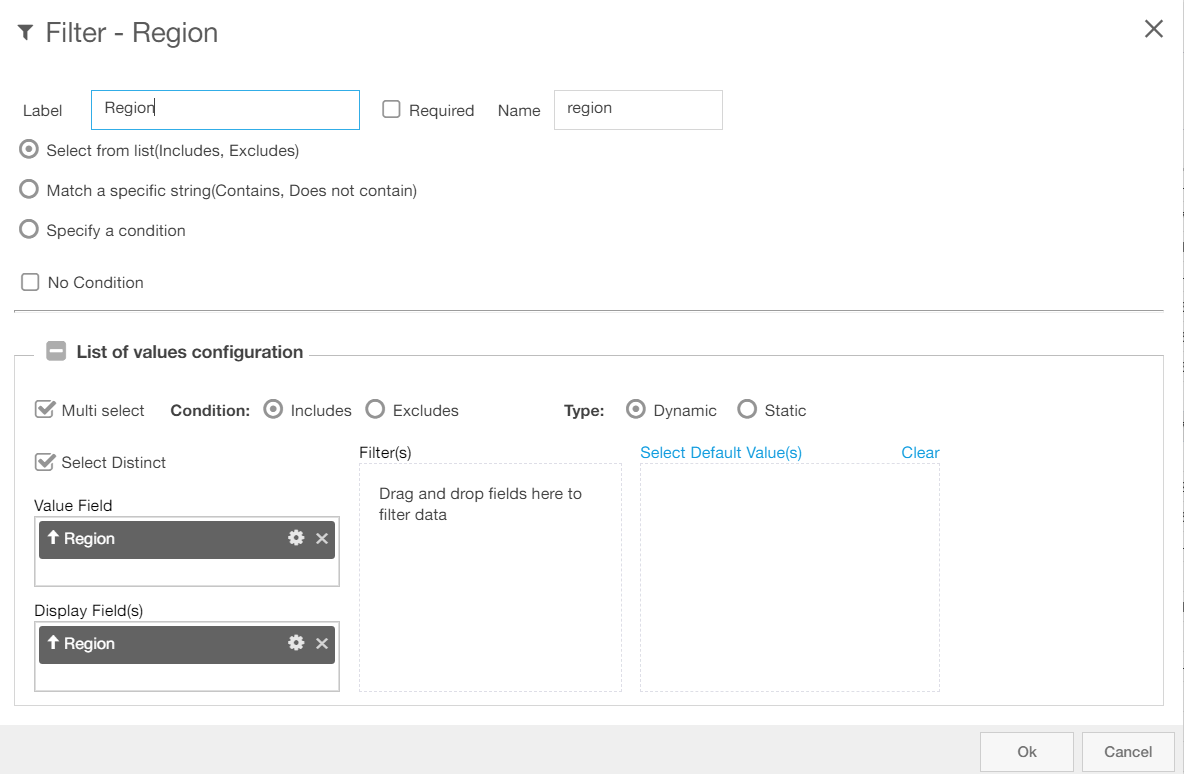 Filter - Region
Label Region Required Name region
Select from list(Includes, Excludes)
Match a specific string(Contains, Does not contain)
Specify a condition
No Condition
List of values configuration
Multi select Condition: Includes Excludes Type: Dynamic Static
Select Distinct
Filter(s)
Select Default Value(s) Clear
Drag and drop fields here to
filter data
Value Field
Region
Display Field(s)
Region
Ok Cancel